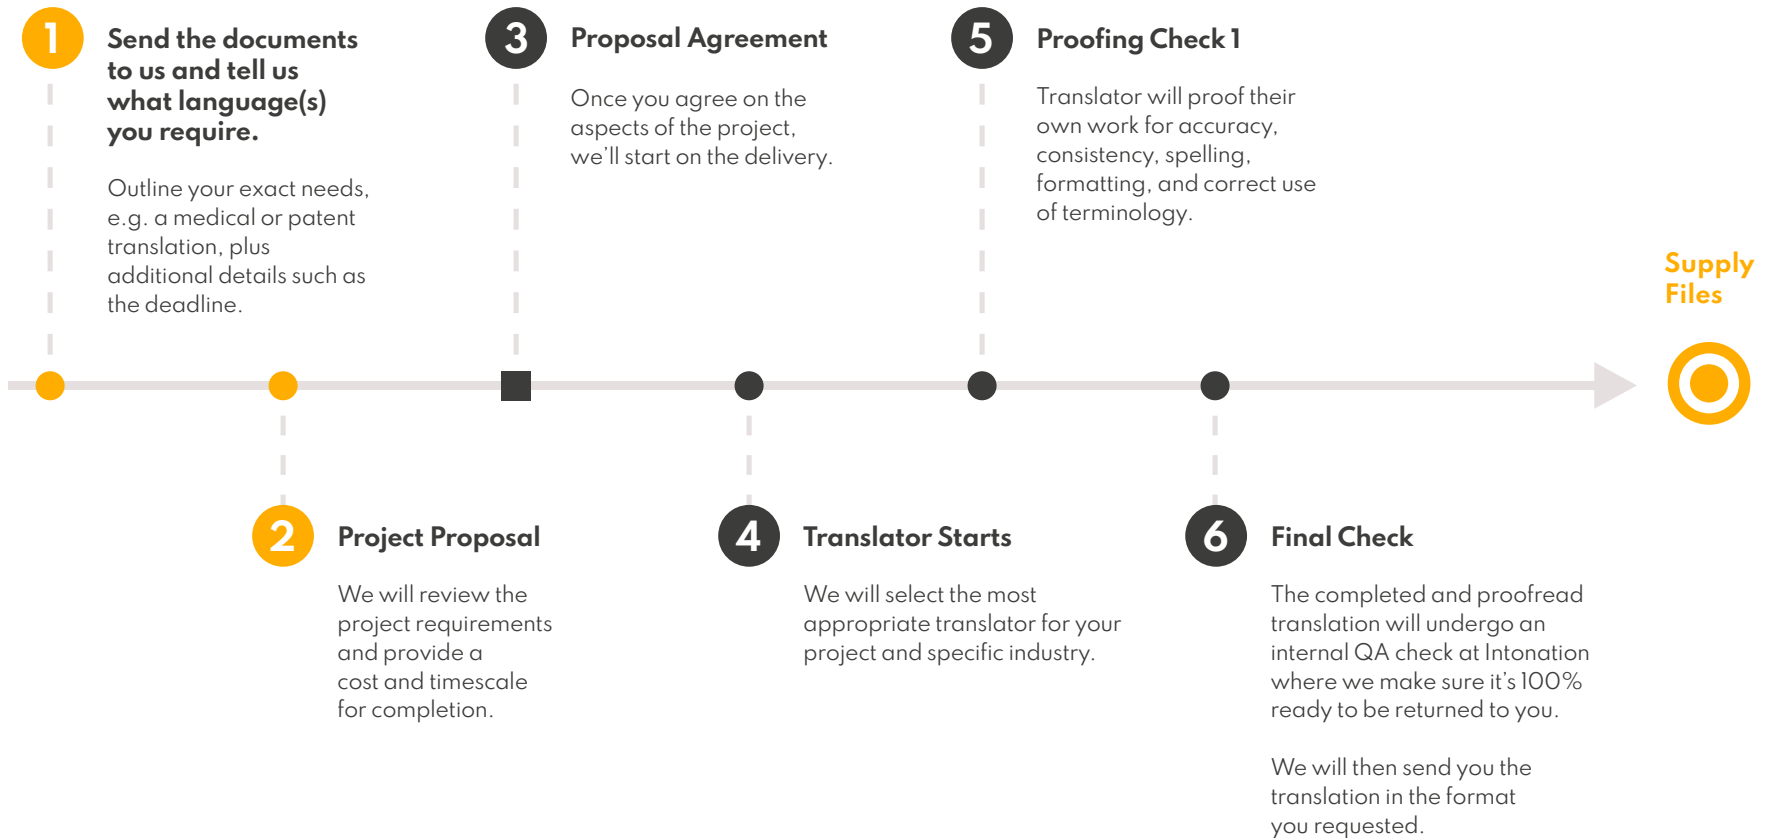 1
Send the documents
to us and tell us
what language(s)
you require.
Outline your exact needs,
e.g. a medical or patent
translation, plus
additional details such as
the deadline.
2
Project Proposal
We will review the
project requirements
and provide a
cost and timescale
for completion.
3
Proposal Agreement
Once you agree on the
aspects of the project,
we’ll start on the delivery.
4
Translator Starts
We will select the most
appropriate translator for your
project and specific industry.
5
Proofing Check 1
Translator will proof their
own work for accuracy,
consistency, spelling,
formatting, and correct use
of terminology.
6
Final Check
The completed and proofread
translation will undergo an
internal QA check at Intonation
where we make sure it’s 100%
ready to be returned to you.
We will then send you the
translation in the format
you requested.
Supply
Files